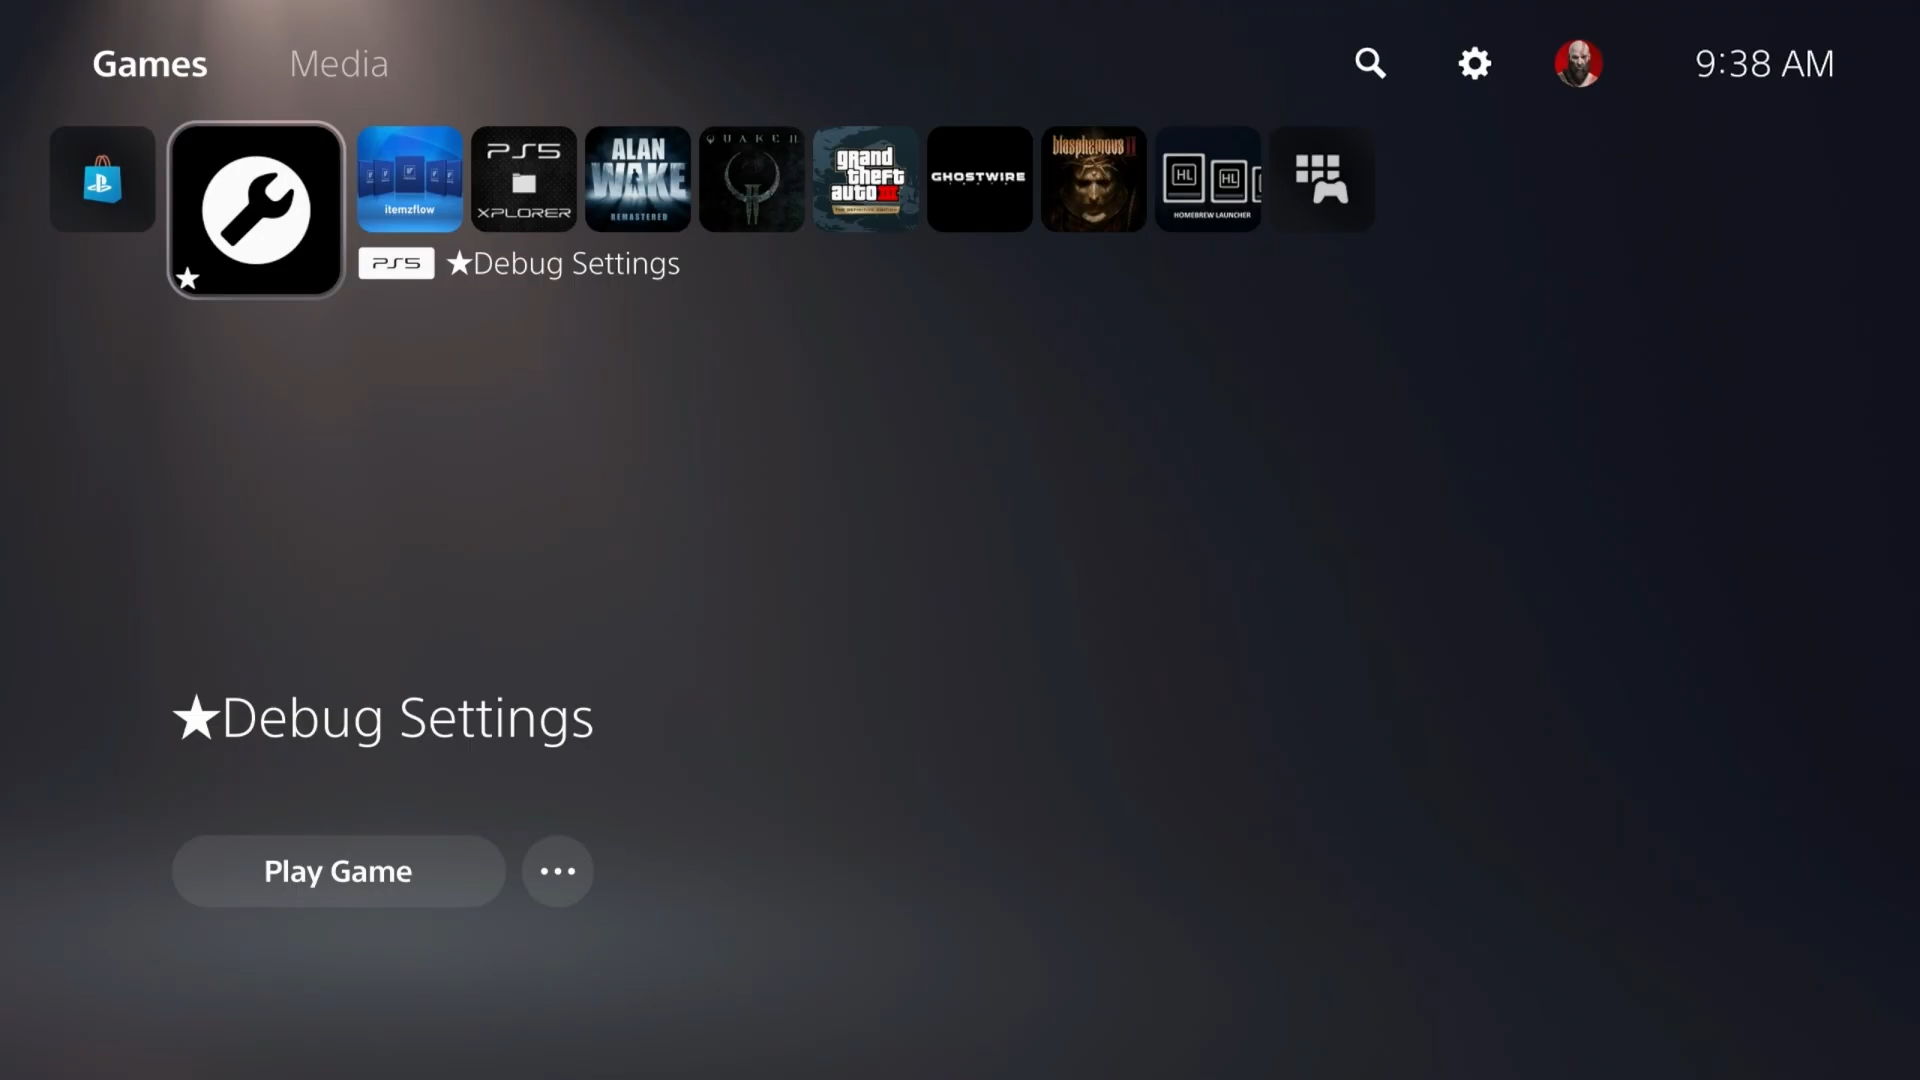 Games Media 9:38 AM
itemzflow
PS5
XPLORER
ALAN
WAKE
REMASTERED
QUAKE II
grand
theft
auto III
GHOSTWIRE
blasphemous II
HL HL
HOMEBREW LAUNCHER
PS5 ★Debug Settings
★Debug Settings
Play Game